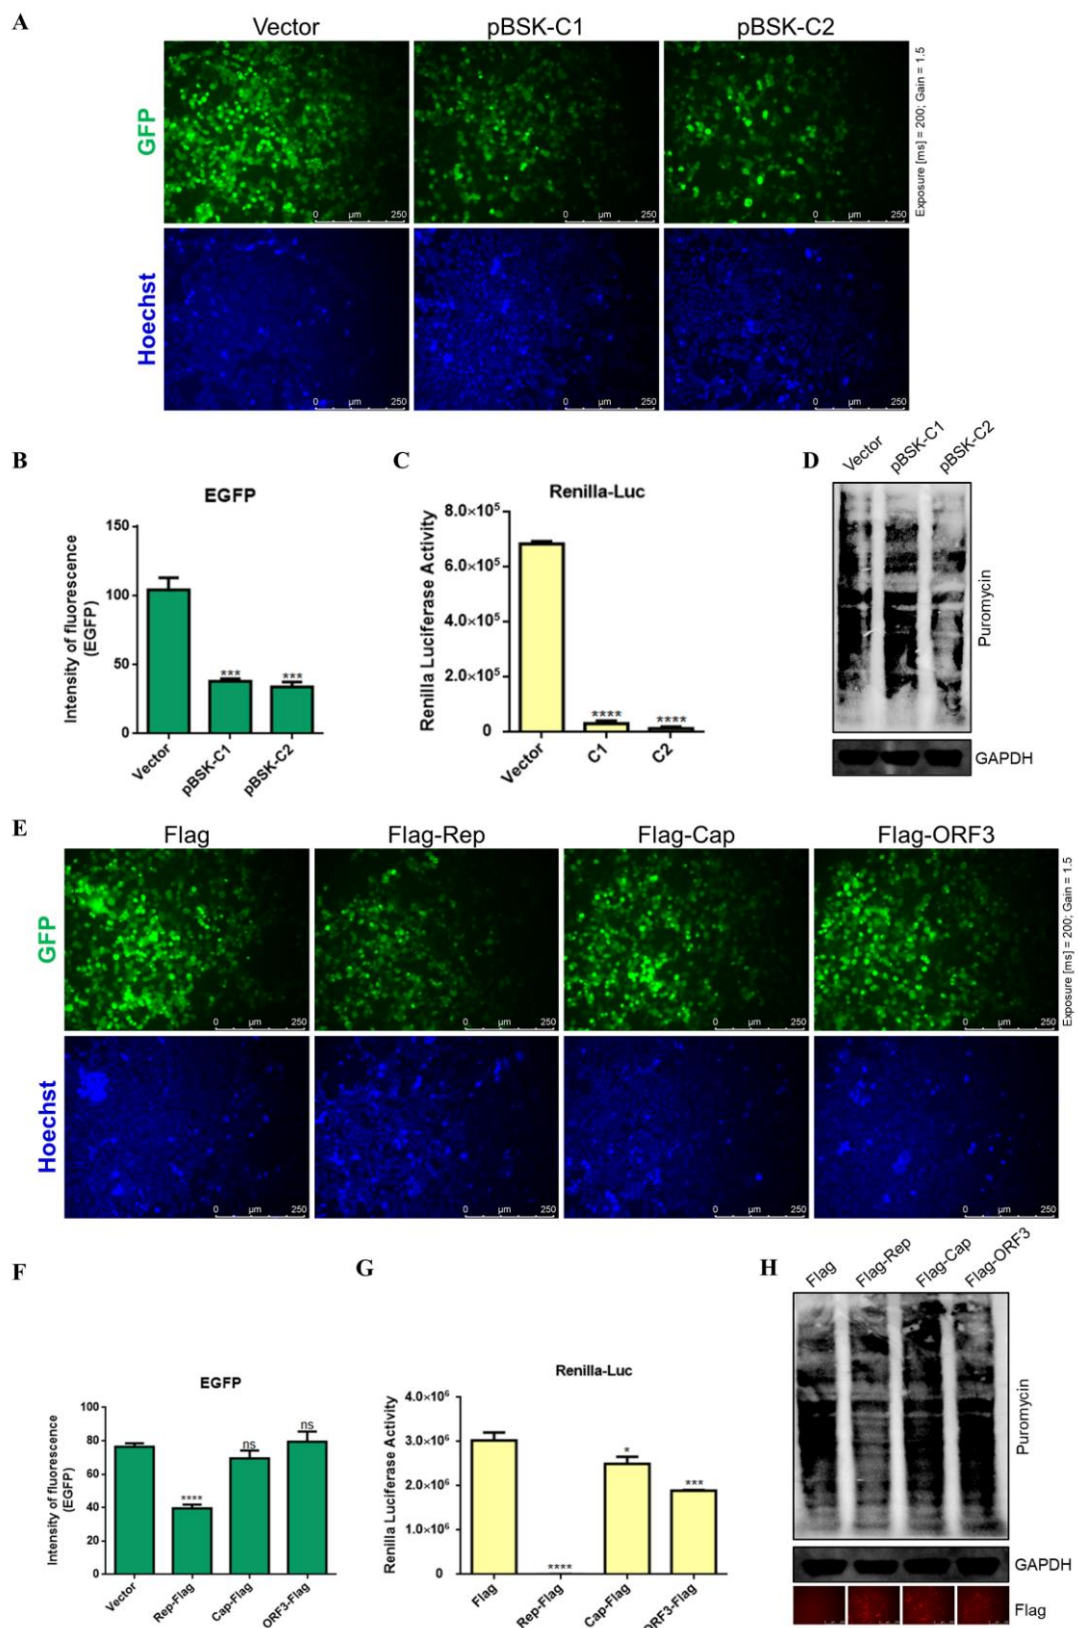 A
Vector pBSK-C1 pBSK-C2
GFP
0 µm 250
0 µm 250
0 µm 250
Exposure [ms] = 200; Gain = 1.5
Hoechst
0 µm 250
0 µm 250
0 µm 250
B
EGFP
Intensity of fluorescence
(EGFP)
150
100
50
0
***
***
Vector
pBSK-C1
pBSK-C2
C
Renilla-Luc
Renilla Luciferase Activity
8.0×10⁵
6.0×10⁵
4.0×10⁵
2.0×10⁵
0
****
****
Vector
C1
C2
D
Vector
pBSK-C1
pBSK-C2
Puromycin
GAPDH
E
Flag Flag-Rep Flag-Cap Flag-ORF3
GFP
0 µm 250
0 µm 250
0 µm 250
0 µm 250
Exposure [ms] = 200; Gain = 1.5
Hoechst
0 µm 250
0 µm 250
0 µm 250
0 µm 250
F
EGFP
Intensity of fluorescence
(EGFP)
100
80
60
40
20
0
****
ns
ns
Vector
Rep-Flag
Cap-Flag
ORF3-Flag
G
Renilla-Luc
Renilla Luciferase Activity
4.0×10⁶
3.0×10⁶
2.0×10⁶
1.0×10⁶
0
****
*
***
Flag
Rep-Flag
Cap-Flag
ORF3-Flag
H
Flag
Flag-Rep
Flag-Cap
Flag-ORF3
Puromycin
GAPDH
Flag